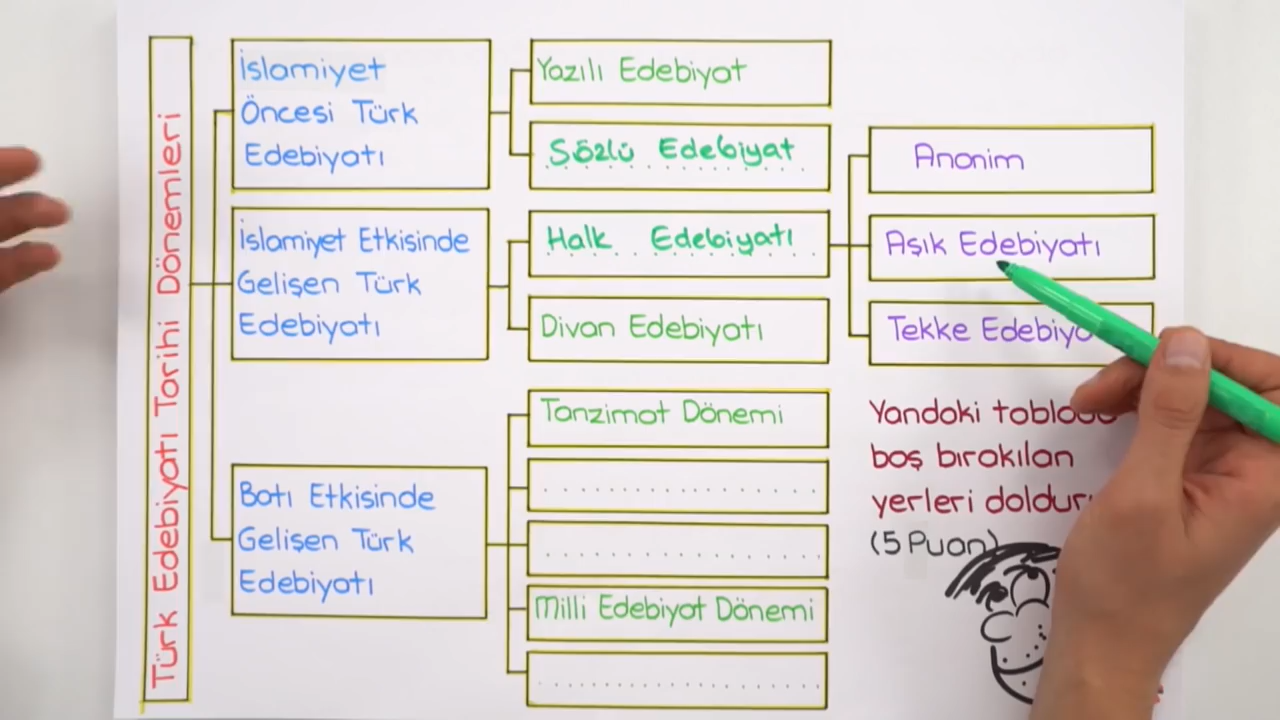 Türk Edebiyatı Tarihi Dönemleri
İslamiyet
Öncesi Türk
Edebiyatı
Yazılı Edebiyat
Sözlü Edebiyat
Anonim
İslamiyet Etkisinde
Gelişen Türk
Edebiyatı
Halk Edebiyatı
Divan Edebiyatı
Aşık Edebiyatı
Tekke
Batı Etkisinde
Gelişen Türk
Edebiyatı
Tanzimat Dönemi
Milli Edebiyat Dönemi
Yandaki
boş bırakılan
yerleri
(5 Puan)